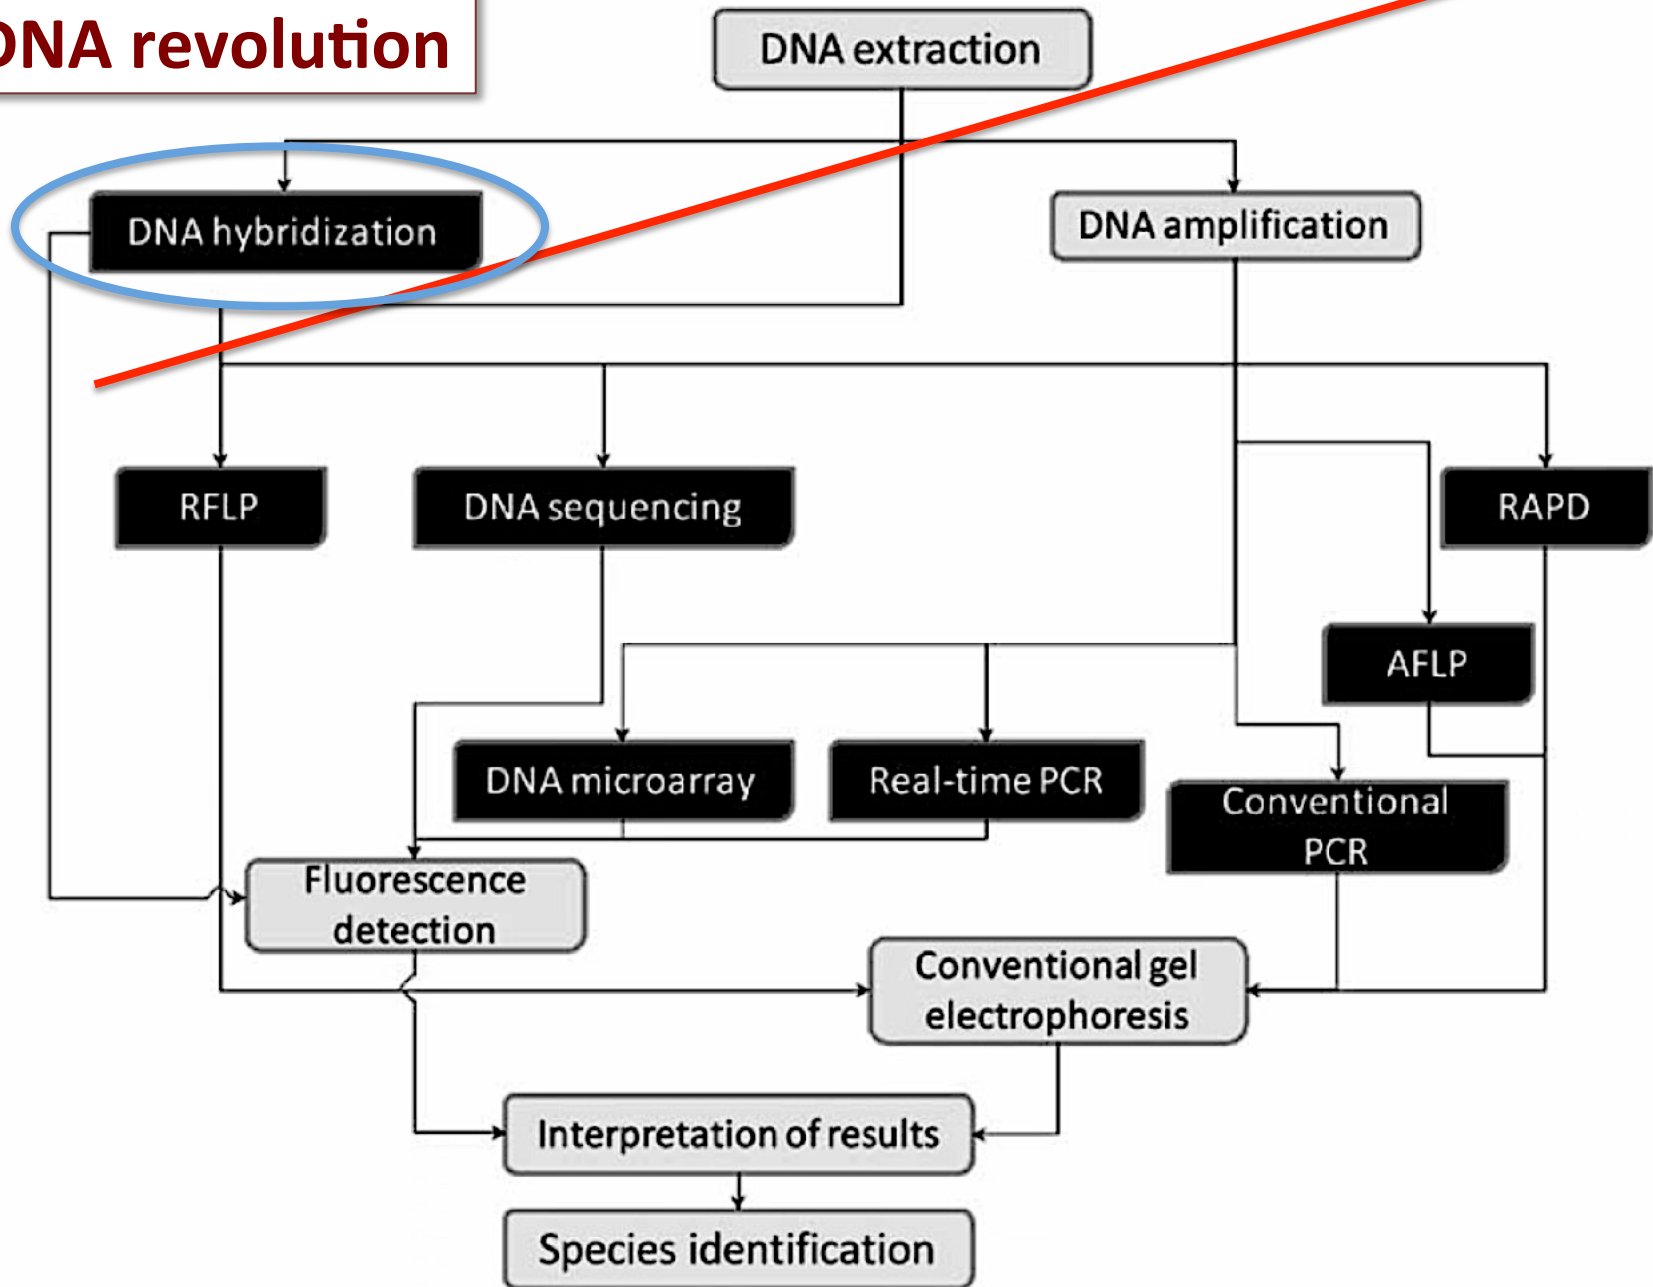 DNA revolution
DNA extraction
DNA hybridization
DNA amplification
RFLP
DNA sequencing
RAPD
AFLP
DNA microarray
Real-time PCR
Conventional
PCR
Fluorescence
detection
Conventional gel
electrophoresis
Interpretation of results
Species identification